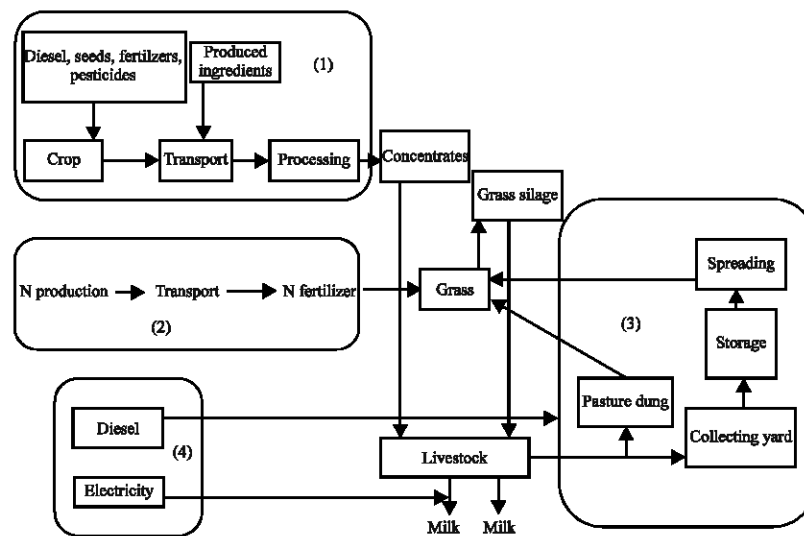 Diesel, seeds, fertilzers,
pesticides
Produced
ingredients
(1)
Crop
Transport
Processing
Concentrates
Grass silage
N production
Transport
N fertilizer
(2)
Grass
Spreading
(3)
Storage
Pasture dung
Collecting yard
Diesel
(4)
Electricity
Livestock
Milk
Milk